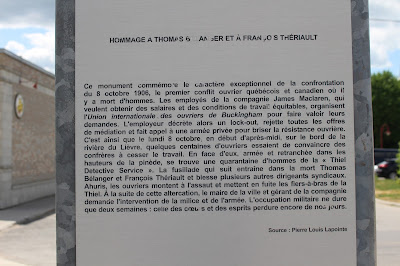 HOMMAGE A THOMAS BÉLANGER ET À FRANÇOIS THÉRIAULT
Ce monument commémore le caractère exceptionnel de la confrontation
du 8 octobre 1906, le premier conflit ouvrier québécois et canadien où
il y a mort d'hommes. Les employés de la compagnie James Maclaren, qui
veulent obtenir des salaires et des conditions de travail équitables, organisent
l'Union internationale des ouvriers de Buckingham pour faire valoir leurs
demandes. L'employeur décrète alors un lock-out, rejette toutes les offres
de médiation et fait appel à une armée privée pour briser la résistance ouvrière.
C'est ainsi que le lundi 8 octobre, en début d'après-midi, sur le bord de la
rivière du Lièvre, quelques centaines d'ouvriers essaient de convaincre des
confrères à cesser le travail. En face d'eux, armée et retranchée dans les
hauteurs de la pinède, se trouve une quarantaine d'hommes de la « Thiel
Detective Service ». La fusillade qui suit entraîne dans la mort Thomas
Bélanger et François Thériault et blesse plusieurs autres dirigeants syndicaux.
Ahuris, les ouvriers montent à l'assaut et mettent en fuite les fiers-à-bras de la
Thiel. À la suite de cette altercation, le maire de la ville et gérant de la compagnie
demande l'intervention de la milice et de l'armée. L'occupation militaire ne dure
que deux semaines : celle des cœurs et des esprits perdure encore de nos jours.
Source : Pierre Louis Lapointe